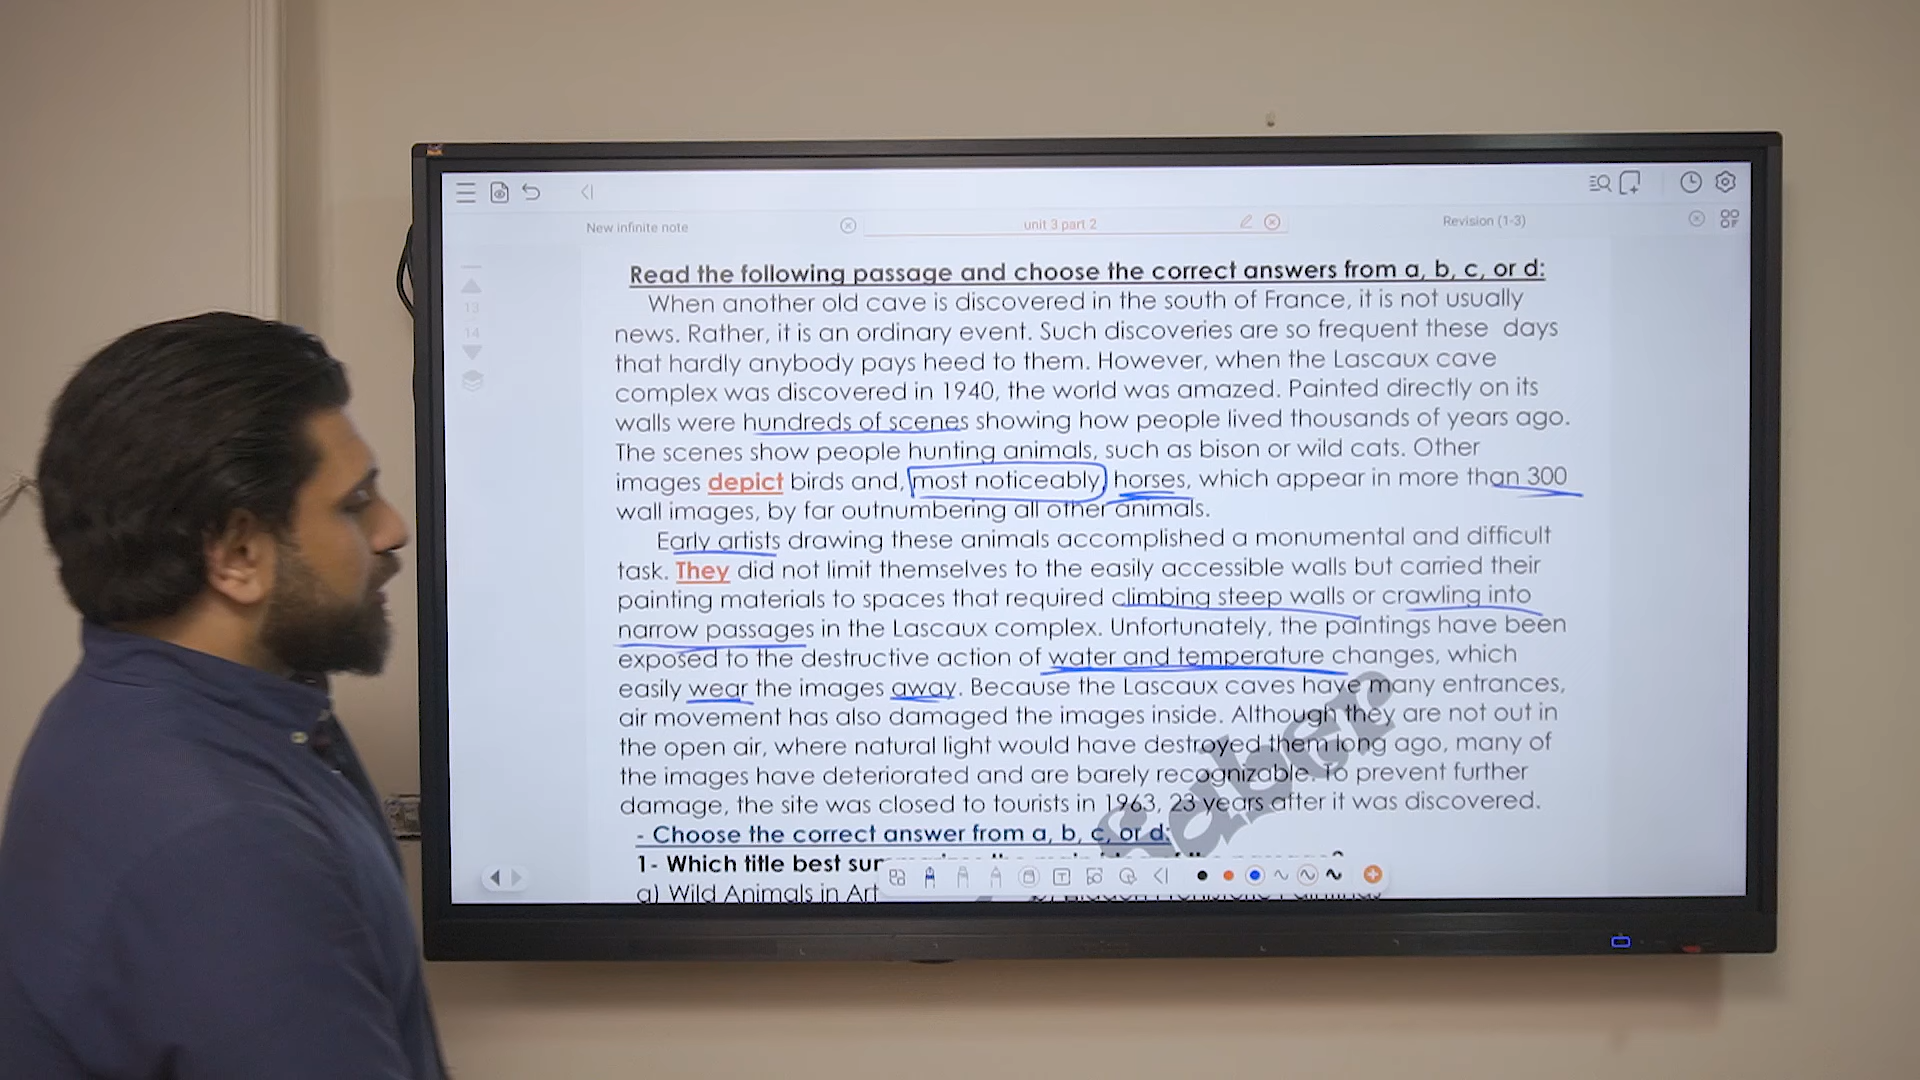 New infinite note
unit 3 part 2
Revision (1-3)
13
14
Read the following passage and choose the correct answers from a, b, c, or d:
When another old cave is discovered in the south of France, it is not usually
news. Rather, it is an ordinary event. Such discoveries are so frequent these days
that hardly anybody pays heed to them. However, when the Lascaux cave
complex was discovered in 1940, the world was amazed. Painted directly on its
walls were hundreds of scenes showing how people lived thousands of years ago.
The scenes show people hunting animals, such as bison or wild cats. Other
images depict birds and, most noticeably, horses, which appear in more than 300
wall images, by far outnumbering all other animals.
Early artists drawing these animals accomplished a monumental and difficult
task. They did not limit themselves to the easily accessible walls but carried their
painting materials to spaces that required climbing steep walls or crawling into
narrow passages in the Lascaux complex. Unfortunately, the paintings have been
exposed to the destructive action of water and temperature changes, which
easily wear the images away. Because the Lascaux caves have many entrances,
air movement has also damaged the images inside. Although they are not out in
the open air, where natural light would have destroyed them long ago, many of
the images have deteriorated and are barely recognizable. To prevent further
damage, the site was closed to tourists in 1963, 23 years after it was discovered.
- Choose the correct answer from a, b, c, or d:
1- Which title best
a) Wild Animals in Art